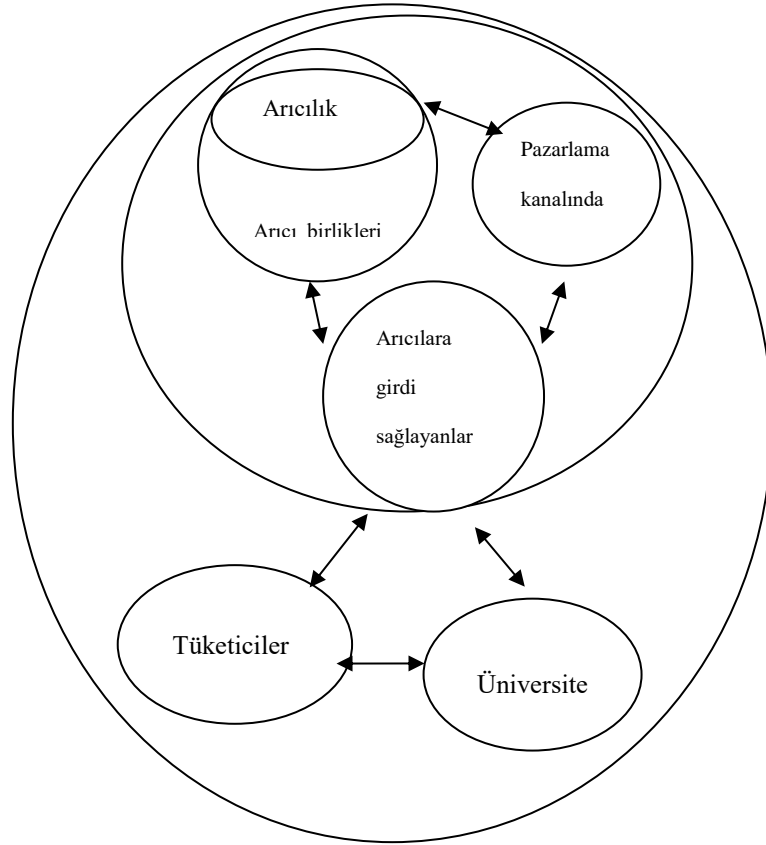 Arıcılık
Pazarlama
kanalında
Arıcı birlikleri
Arıcılara
girdi
sağlayanlar
Tüketiciler
Üniversite